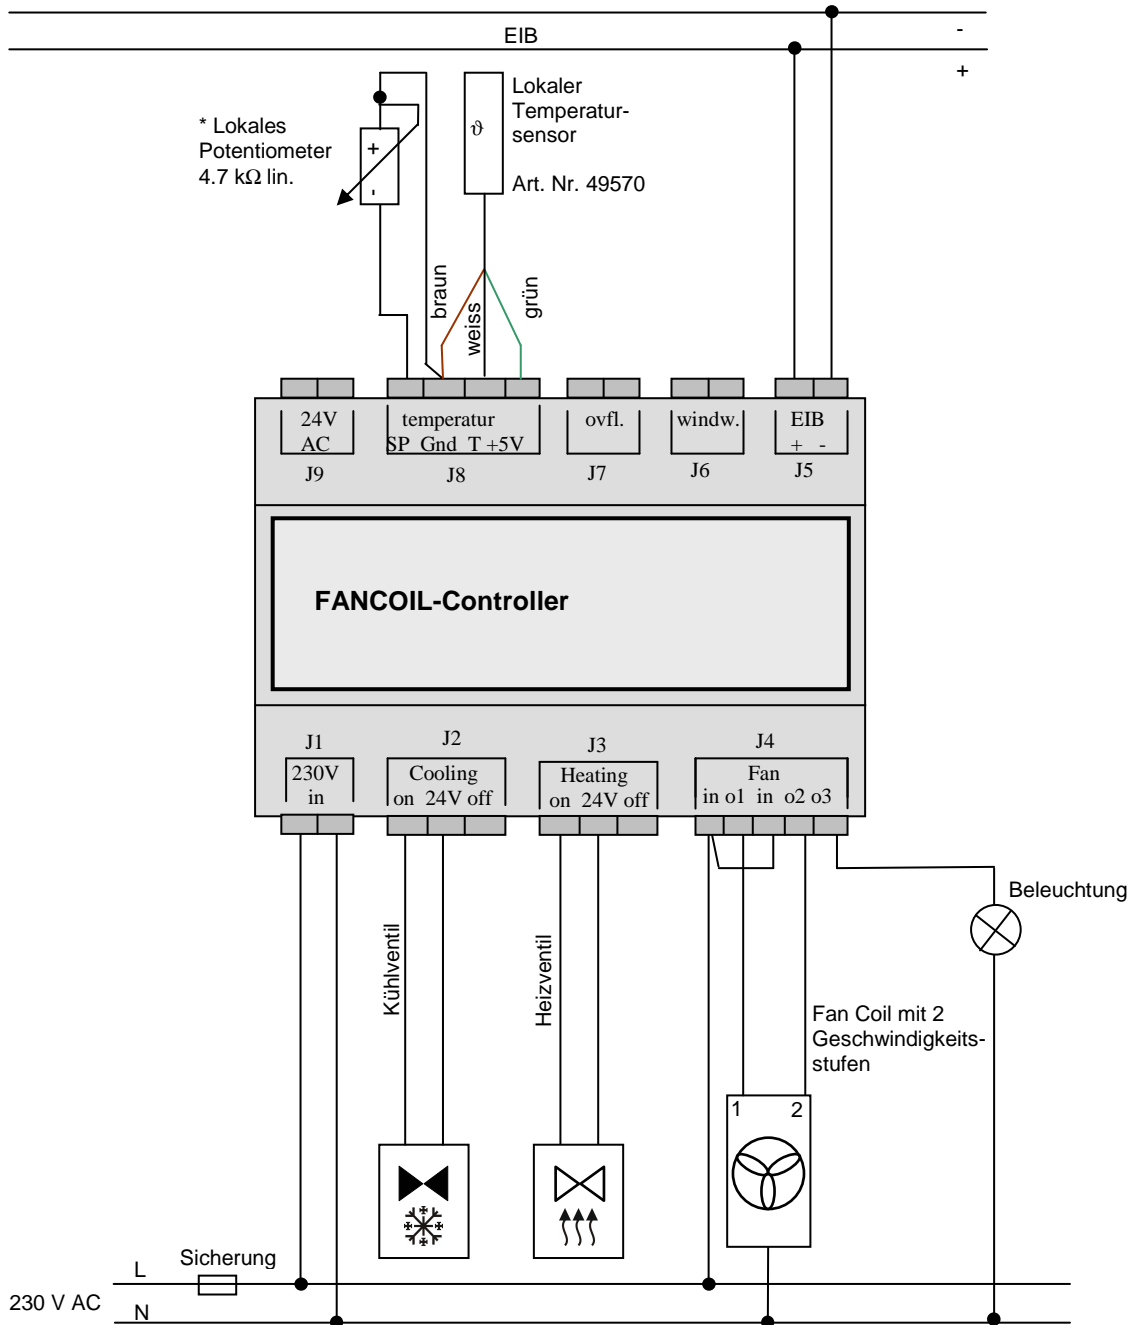 EIB
-
+
* Lokales
Potentiometer
4.7 kΩ lin.
+
-
ϑ
Lokaler
Temperatur-
sensor
Art. Nr. 49570
braun
weiss
grün
24V
AC
J9
temperatur
SP Gnd T +5V
J8
ovfl.
J7
windw.
J6
EIB
+ -
J5
FANCOIL-Controller
J1
230V
in
J2
Cooling
on 24V off
J3
Heating
on 24V off
J4
Fan
in o1 in o2 o3
Kühlventil
Heizventil
Beleuchtung
Fan Coil mit 2
Geschwindigkeits-
stufen
1 2
Sicherung
L
230 V AC
N